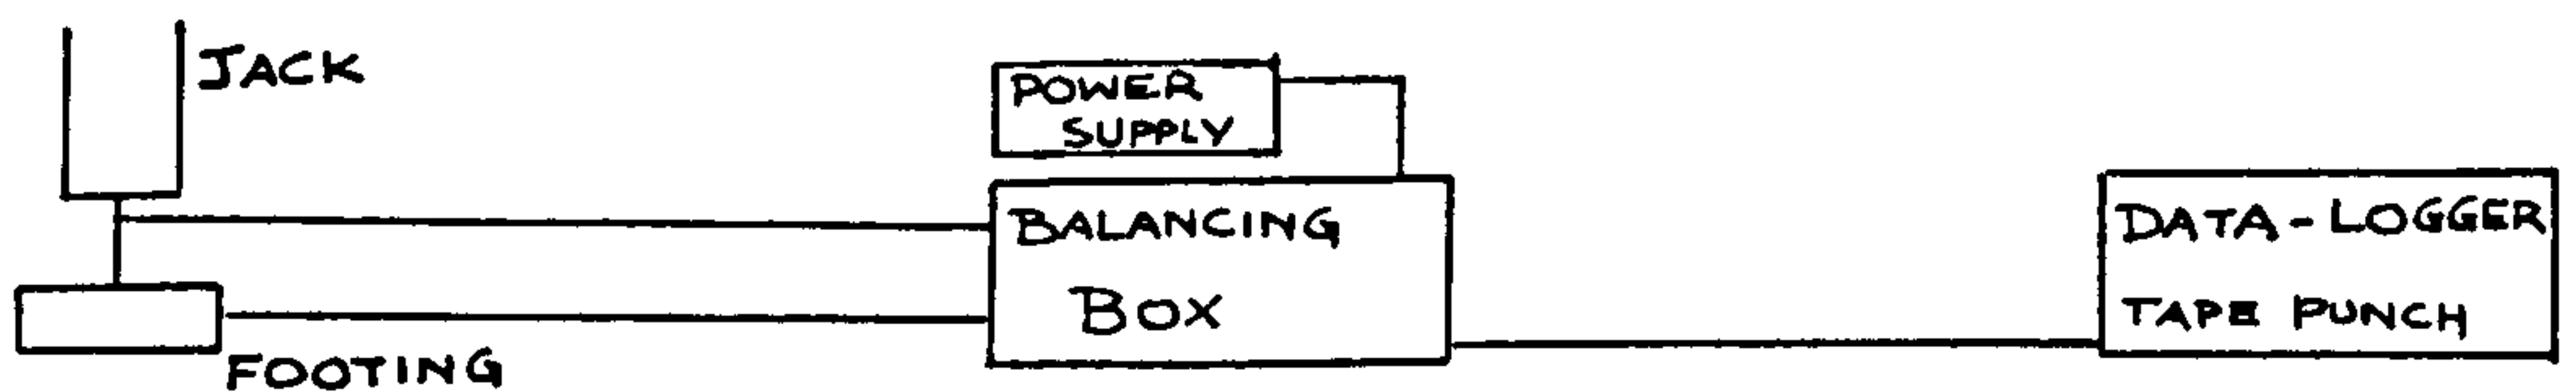 JACK
POWER
SUPPLY
BALANCING
BOX
DATA-LOGGER
TAPE PUNCH
FOOTING